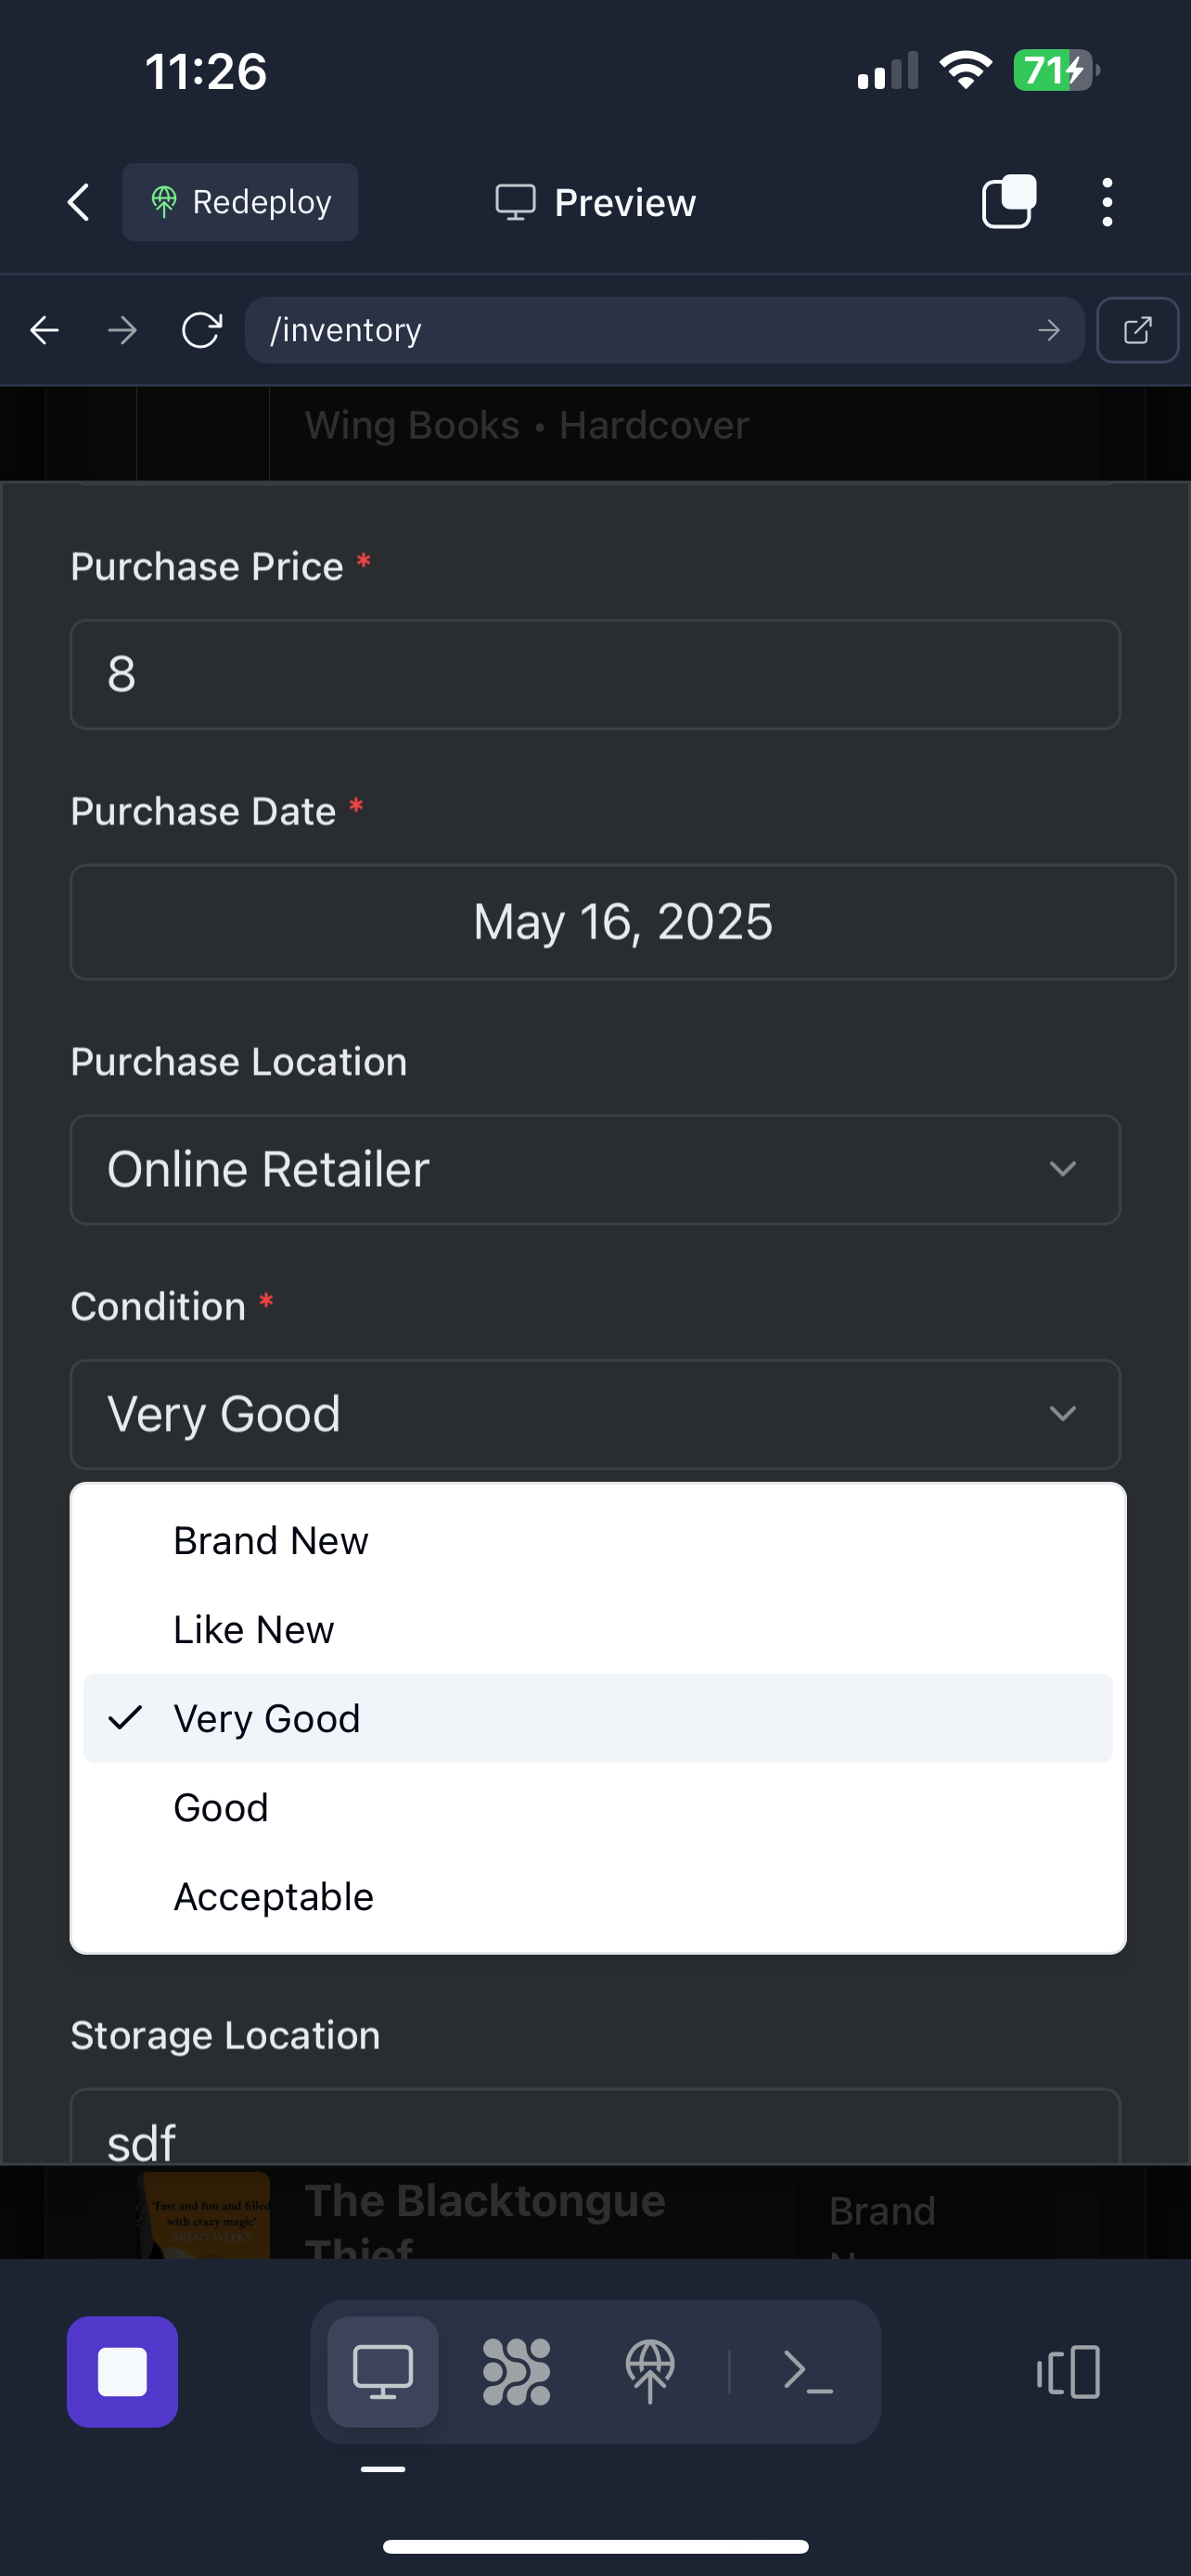 11:26
71
Redeploy
Preview
/inventory
Wing Books • Hardcover
Purchase Price *
8
Purchase Date *
May 16, 2025
Purchase Location
Online Retailer
Condition *
Very Good
Brand New
Like New
Very Good
Good
Acceptable
Storage Location
sdf
'Fast and fun and filled
with crazy magic'
BRENT WEEKS
The Blacktongue
Thief
Brand